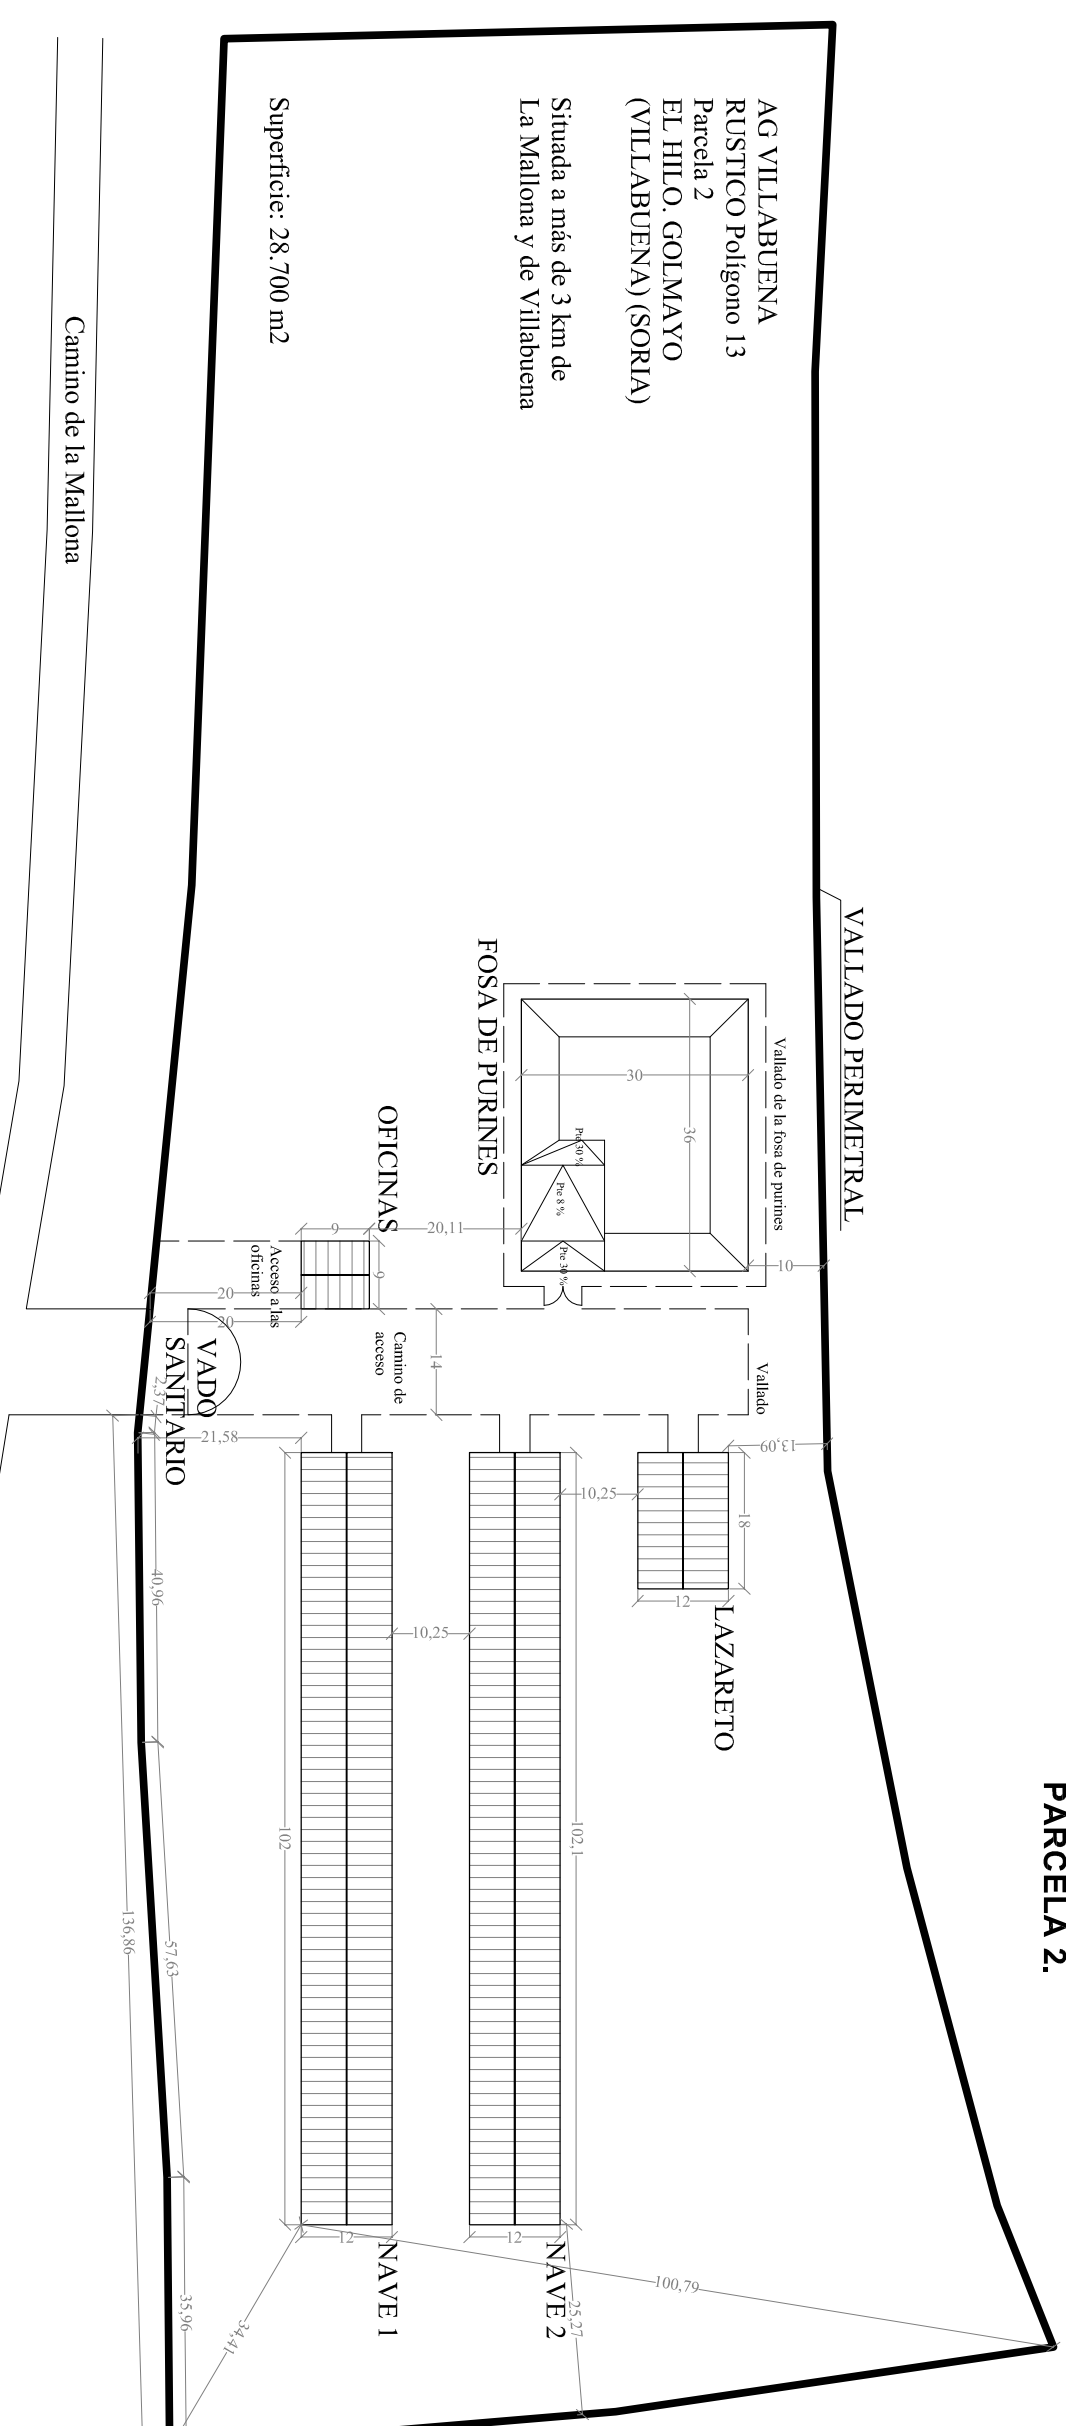 PARCELA 2.
AG VILLABUENA
RUSTICO Polígono 13
Parcela 2
EL HILO. GOLMAYO
(VILLABUENA) (SORIA)
Situada a más de 3 km de
La Mallona y de Villabuena
Superficie: 28.700 m2
Camino de la Mallona
VALLADO PERIMETRAL
Vallado de la fosa de purines
FOSA DE PURINES
30
36
Pte 30 %
Pte 8 %
Pte 30 %
10
OFICINAS
20,11
9
9
Acceso a las
oficinas
20
20
Camino de
acceso
14
Vallado
VADO
SANITARIO
2,37
21,58
13,09
10,25
18
12
LAZARETO
10,25
40,96
102
102,1
57,63
136,86
12
12
NAVE 1
NAVE 2
100,79
25,27
35,96
34,41